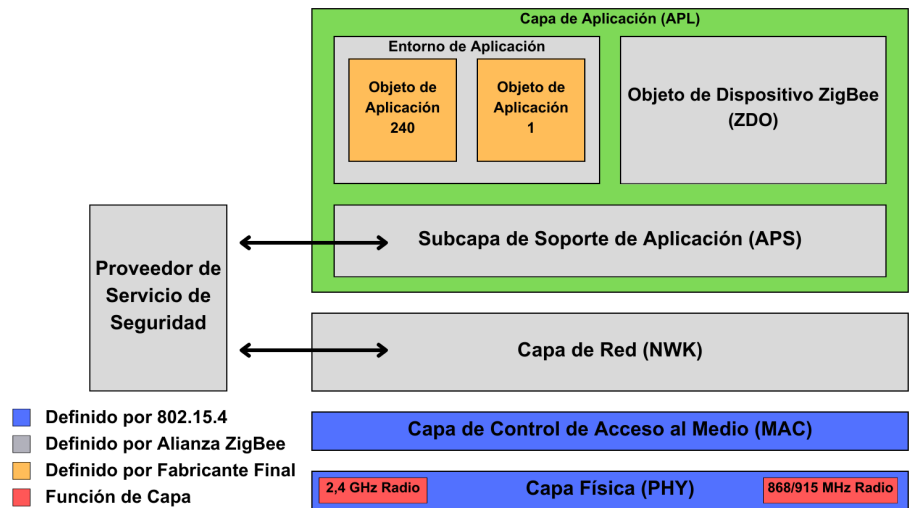 Capa de Aplicación (APL)
Entorno de Aplicación
Objeto de
Aplicación
240
Objeto de
Aplicación
1
Objeto de Dispositivo ZigBee
(ZDO)
Subcapa de Soporte de Aplicación (APS)
Proveedor de
Servicio de
Seguridad
Capa de Red (NWK)
Definido por 802.15.4
Definido por Alianza ZigBee
Definido por Fabricante Final
Función de Capa
Capa de Control de Acceso al Medio (MAC)
2,4 GHz Radio
Capa Física (PHY)
868/915 MHz Radio